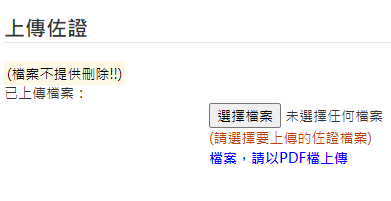 上傳佐證
(檔案不提供刪除!!)
已上傳檔案：
選擇檔案 未選擇任何檔案
(請選擇要上傳的佐證檔案)
檔案，請以PDF檔上傳